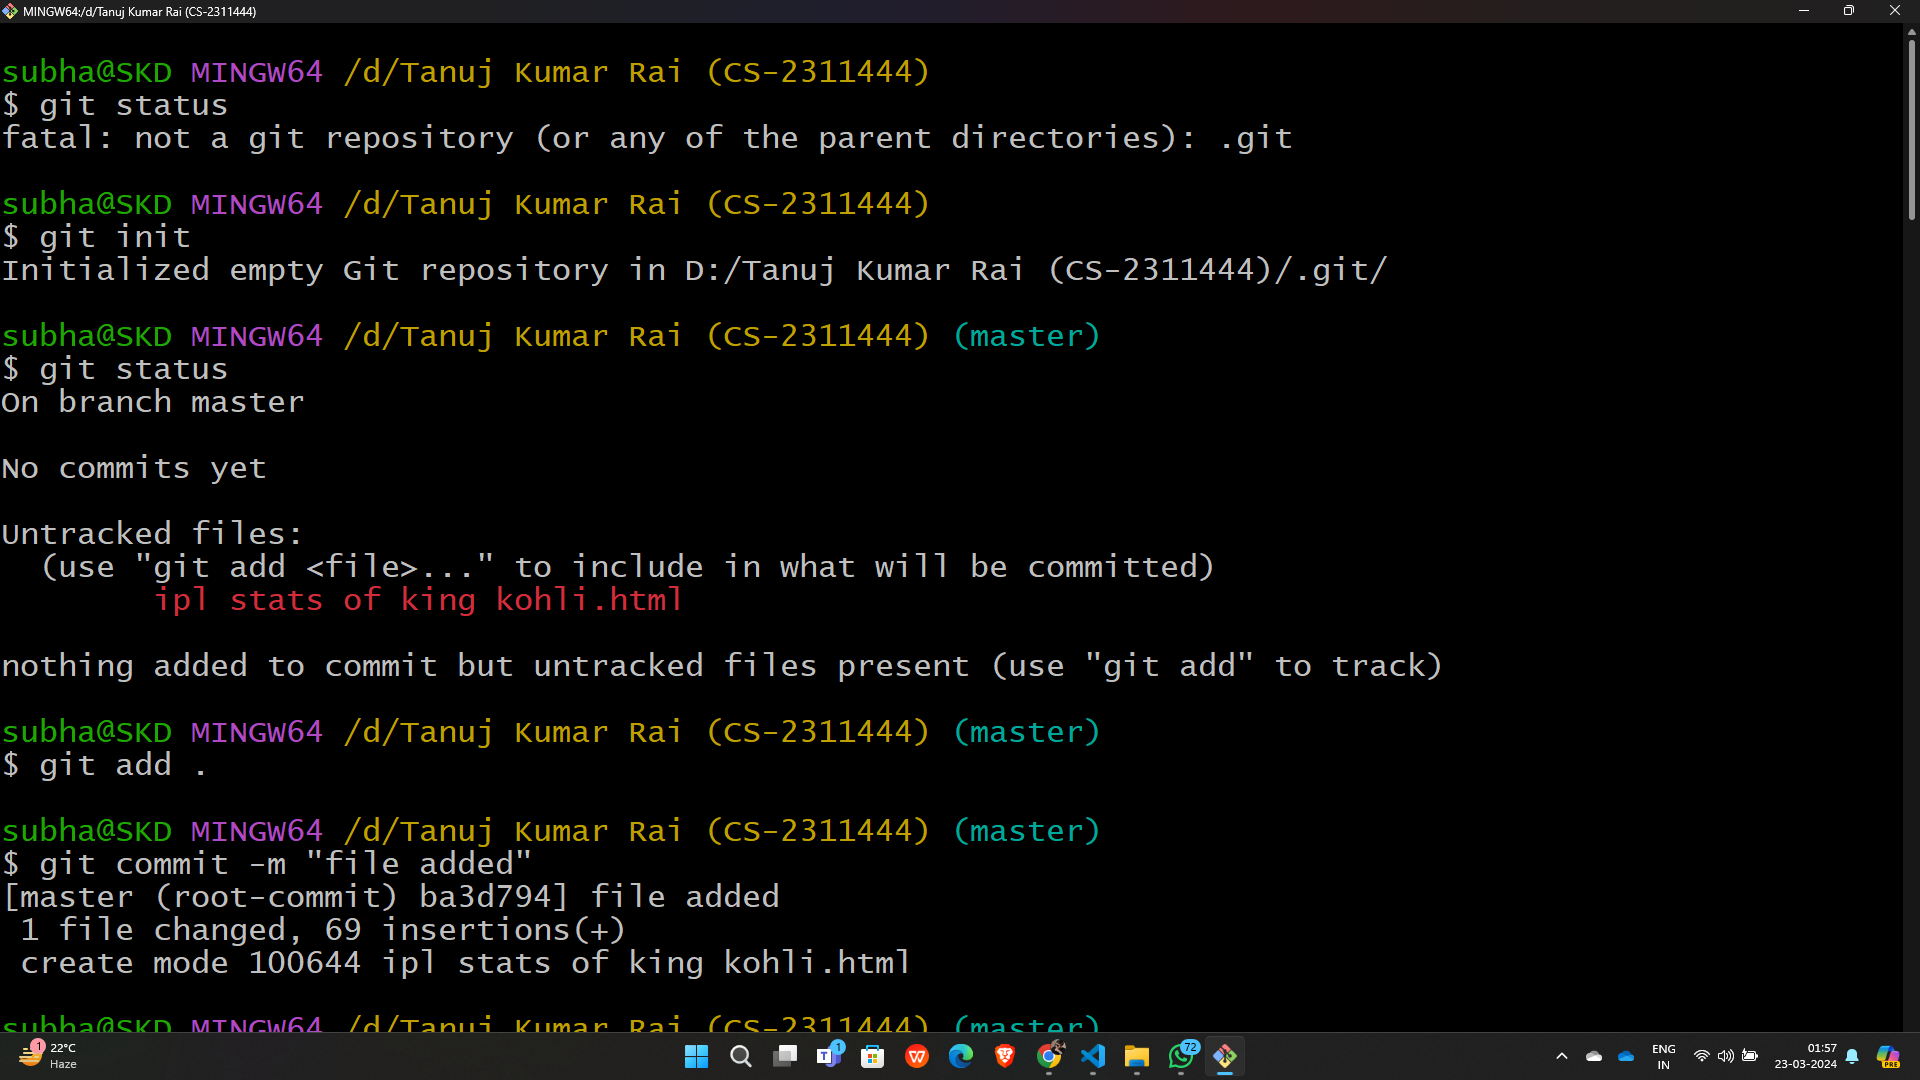 MINGW64:/d/Tanuj Kumar Rai (CS-2311444)
subha@SKD MINGW64 /d/Tanuj Kumar Rai (CS-2311444)
$ git status
fatal: not a git repository (or any of the parent directories): .git
subha@SKD MINGW64 /d/Tanuj Kumar Rai (CS-2311444)
$ git init
Initialized empty Git repository in D:/Tanuj Kumar Rai (CS-2311444)/.git/
subha@SKD MINGW64 /d/Tanuj Kumar Rai (CS-2311444) (master)
$ git status
On branch master
No commits yet
Untracked files:
  (use "git add <file>..." to include in what will be committed)
        ipl stats of king kohli.html
nothing added to commit but untracked files present (use "git add" to track)
subha@SKD MINGW64 /d/Tanuj Kumar Rai (CS-2311444) (master)
$ git add .
subha@SKD MINGW64 /d/Tanuj Kumar Rai (CS-2311444) (master)
$ git commit -m "file added"
[master (root-commit) ba3d794] file added
 1 file changed, 69 insertions(+)
 create mode 100644 ipl stats of king kohli.html
subha@SKD MINGW64 /d/Tanuj Kumar Rai (CS-2311444) (master)
1
22°C
Haze
1
72
ENG
IN
01:57
23-03-2024
PRE